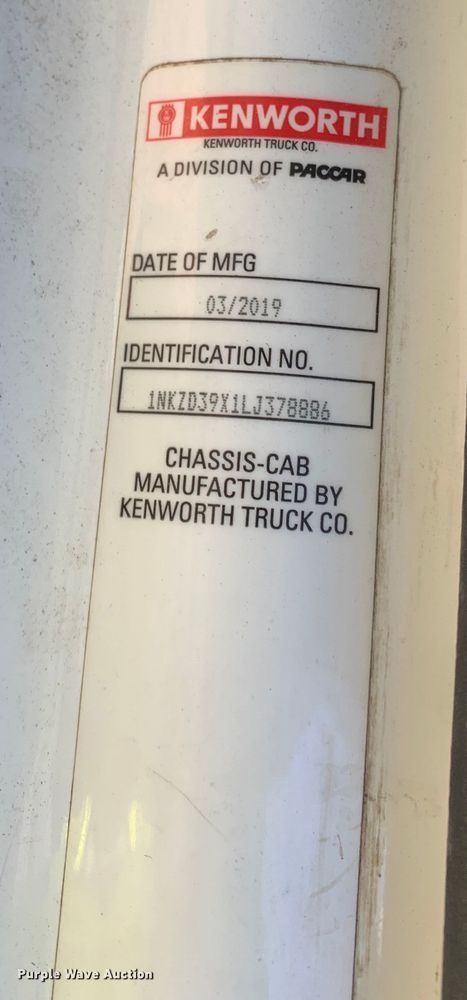 KENWORTH
KENWORTH TRUCK CO.
A DIVISION OF PACCAR
DATE OF MFG
03/2019
IDENTIFICATION NO.
1NKZD39X1LJ378886
CHASSIS-CAB
MANUFACTURED BY
KENWORTH TRUCK CO.
Purple Wave Auction